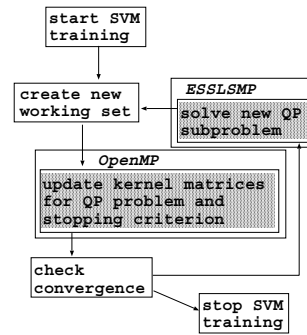 start SVM
training
create new
working set
ESSLSMP
solve new QP
subproblem
OpenMP
update kernel matrices
for QP problem and
stopping criterion
check
convergence
stop SVM
training